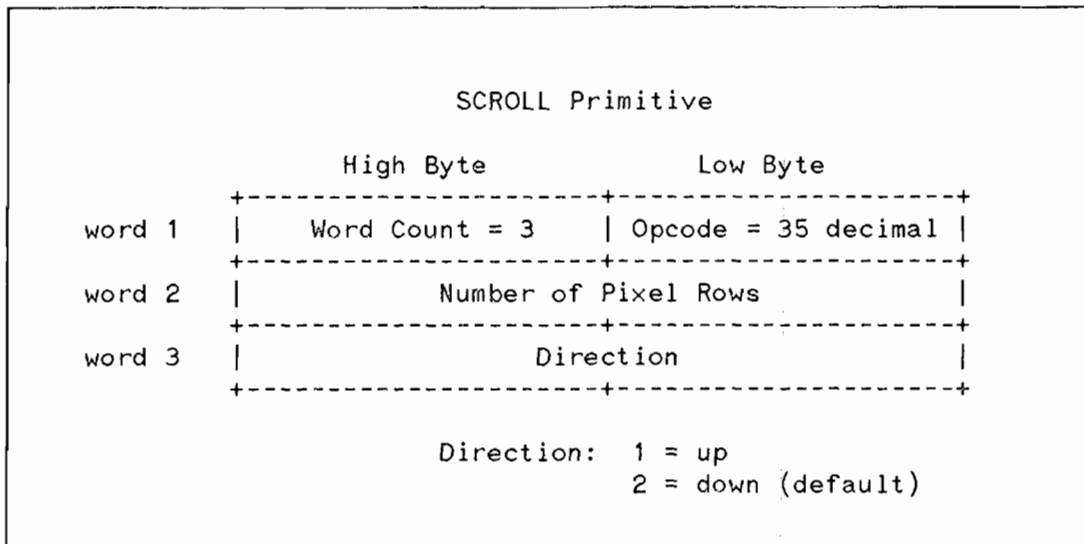 SCROLL Primitive
High Byte Low Byte
+----------------------+---------------------+
word 1 | Word Count = 3 | Opcode = 35 decimal |
+----------------------+---------------------+
word 2 | Number of Pixel Rows |
+----------------------+---------------------+
word 3 | Direction |
+----------------------+---------------------+
Direction: 1 = up
2 = down (default)